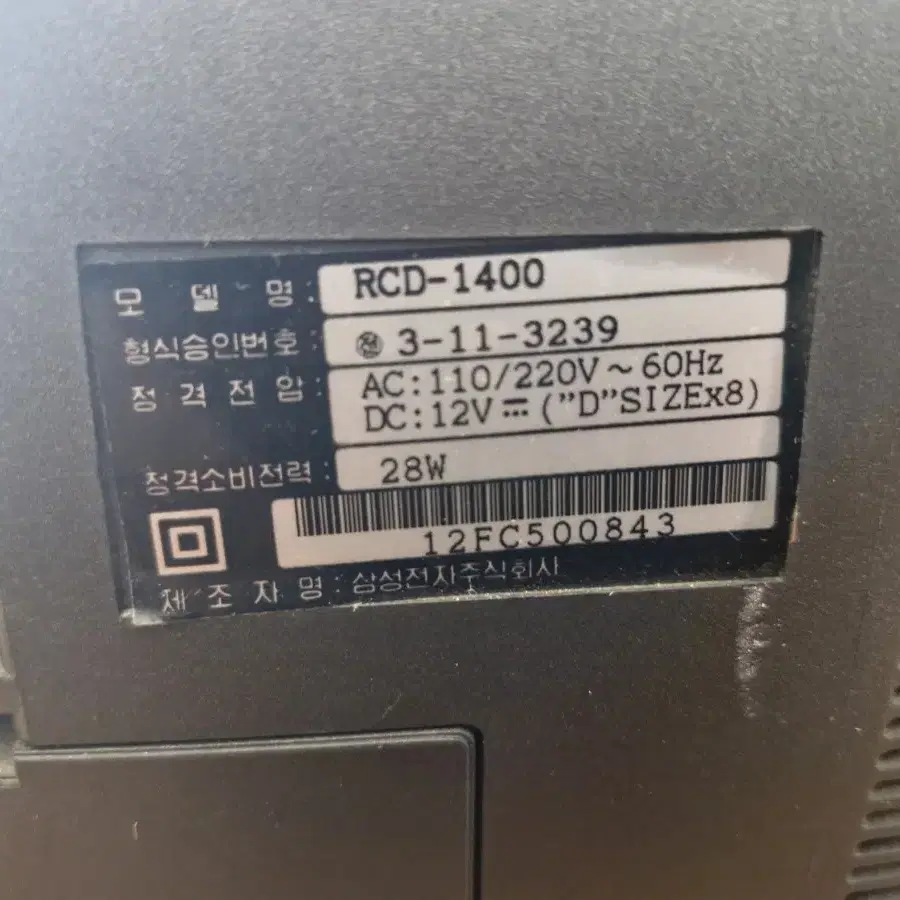 모델명 : RCD-1400
형식승인번호 : 전 3-11-3239
정격전압 : AC:110/220V ~ 60Hz
DC:12V ⎓ ("D"SIZEx8)
정격소비전력 : 28W
12FC500843
제조자명 : 삼성전자주식회사